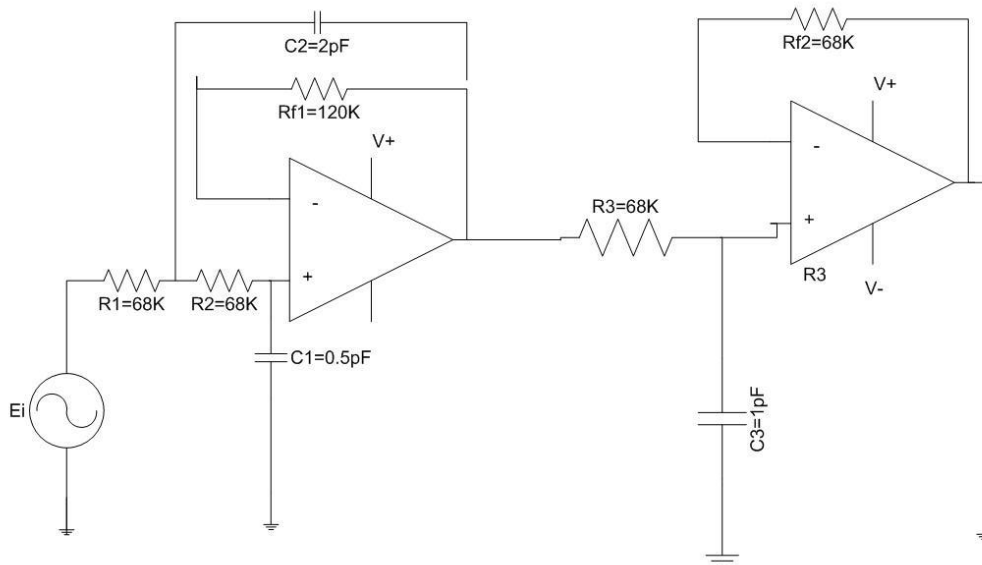 C2=2pF
Rf2=68K
Rf1=120K
V+
V+
-
-
R3=68K
+
+
R3
R1=68K
R2=68K
V-
C1=0.5pF
Ei
C3=1pF